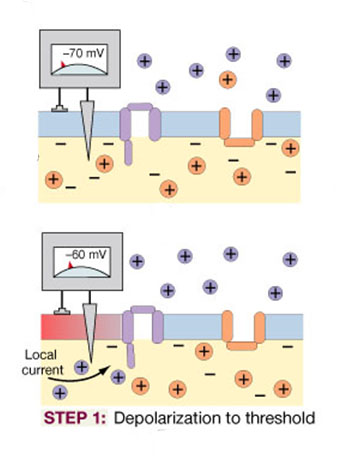 –70 mV
–60 mV
Local
current
STEP 1: Depolarization to threshold